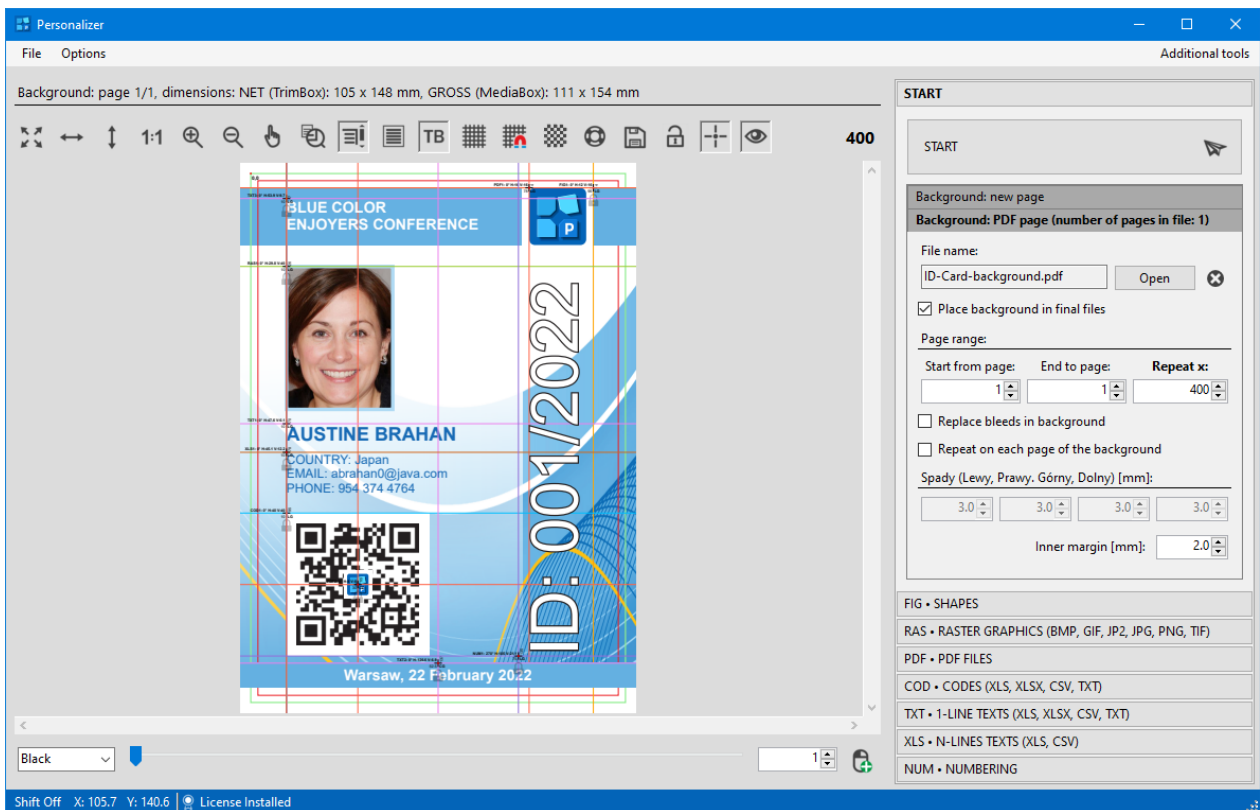 Personalizer
File Options Additional tools
Background: page 1/1, dimensions: NET (TrimBox): 105 x 148 mm, GROSS (MediaBox): 111 x 154 mm
1:1 TB 400
BLUE COLOR
ENJOYERS CONFERENCE
P
AUSTINE BRAHAN
COUNTRY: Japan
EMAIL: abrahan0@java.com
PHONE: 954 374 4764
ID: 001/2022
Warsaw, 22 February 2022
Black 1
START
START
Background: new page
Background: PDF page (number of pages in file: 1)
File name:
ID-Card-background.pdf Open
Place background in final files
Page range:
Start from page: End to page: Repeat x:
1 1 400
Replace bleeds in background
Repeat on each page of the background
Spady (Lewy, Prawy. Górny, Dolny) [mm]:
3.0 3.0 3.0 3.0
Inner margin [mm]: 2.0
FIG • SHAPES
RAS • RASTER GRAPHICS (BMP, GIF, JP2, JPG, PNG, TIF)
PDF • PDF FILES
COD • CODES (XLS, XLSX, CSV, TXT)
TXT • 1-LINE TEXTS (XLS, XLSX, CSV, TXT)
XLS • N-LINES TEXTS (XLS, CSV)
NUM • NUMBERING
Shift Off X: 105.7 Y: 140.6 License Installed